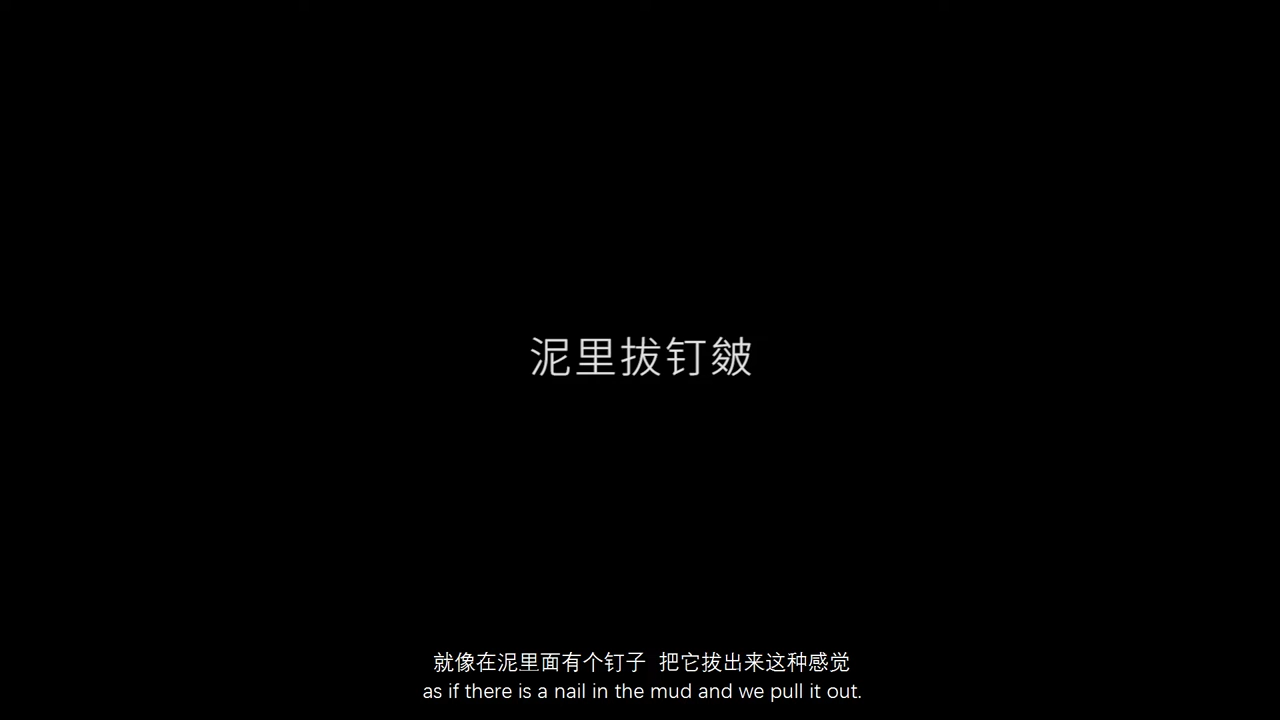 泥里拔钉皴
就像在泥里面有个钉子 把它拔出来这种感觉
as if there is a nail in the mud and we pull it out.